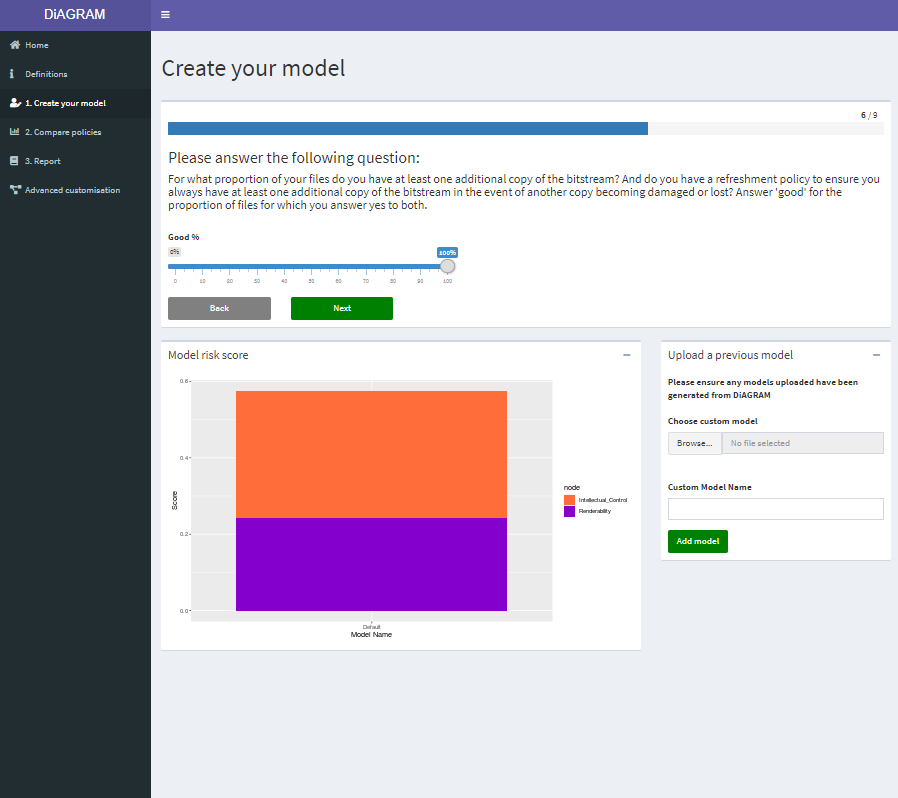 DiAGRAM
Home
Definitions
1. Create your model
2. Compare policies
3. Report
Advanced customisation
Create your model
6 / 9
Please answer the following question:
For what proportion of your files do you have at least one additional copy of the bitstream? And do you have a refreshment policy to ensure you
always have at least one additional copy of the bitstream in the event of another copy becoming damaged or lost? Answer 'good' for the
proportion of files for which you answer yes to both.
Good %
0% 100%
0 10 20 30 40 50 60 70 80 90 100
Back Next
Model risk score
0.6
0.4
0.2
0.0
Score
Default
Model Name
node
Intellectual_Control
Renderability
Upload a previous model
Please ensure any models uploaded have been
generated from DiAGRAM
Choose custom model
Browse... No file selected
Custom Model Name
Add model